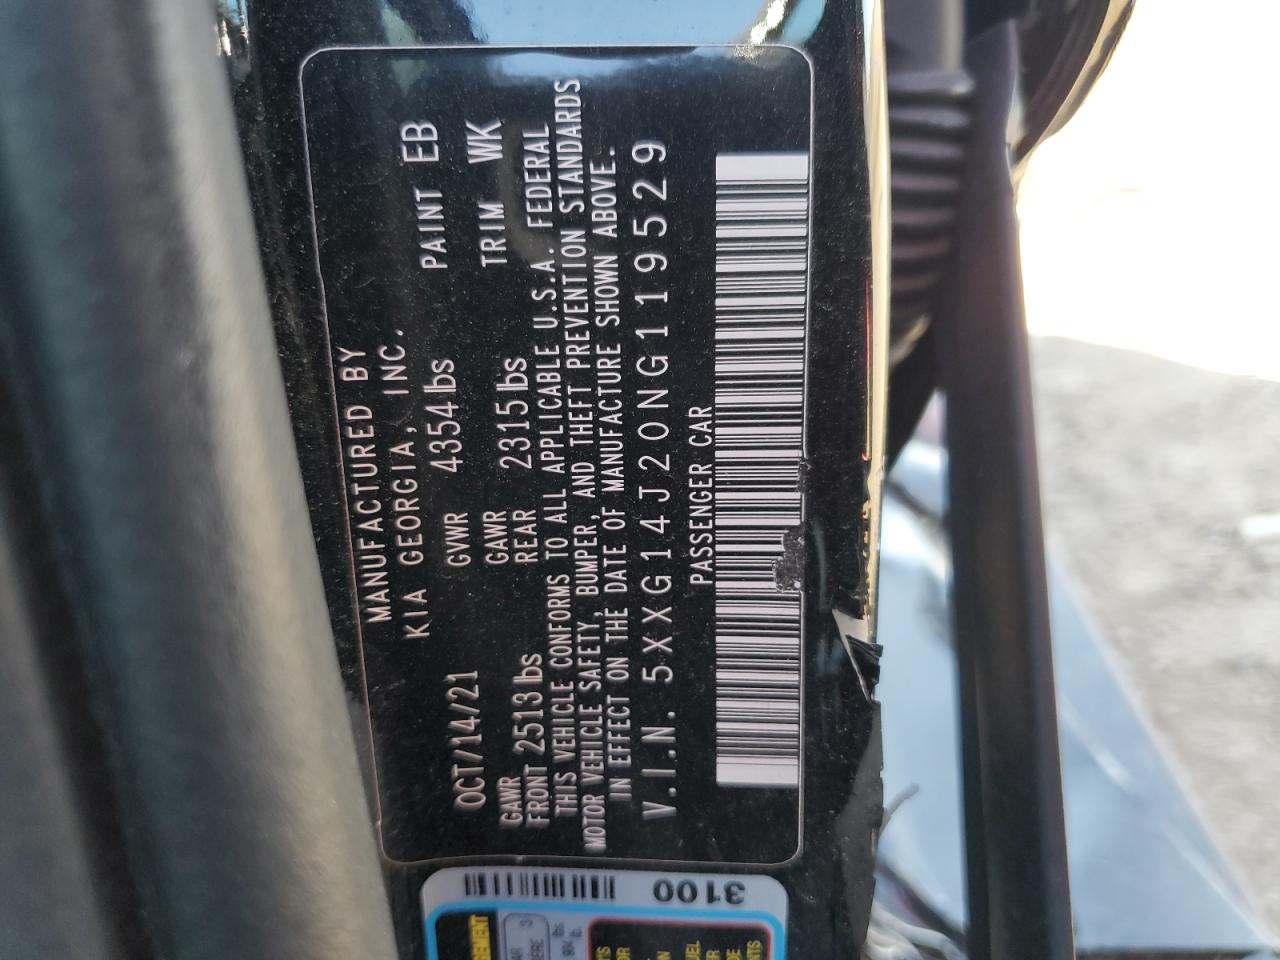 MANUFACTURED BY
KIA GEORGIA, INC.
OCT/14/21 GVWR 4354 lbs PAINT EB
GAWR FRONT 2513 lbs GAWR REAR 2315 lbs TRIM WK
THIS VEHICLE CONFORMS TO ALL APPLICABLE U.S.A. FEDERAL
MOTOR VEHICLE SAFETY, BUMPER, AND THEFT PREVENTION STANDARDS
IN EFFECT ON THE DATE OF MANUFACTURE SHOWN ABOVE.
V.I.N. 5XXG14J20NG119529
PASSENGER CAR
3100